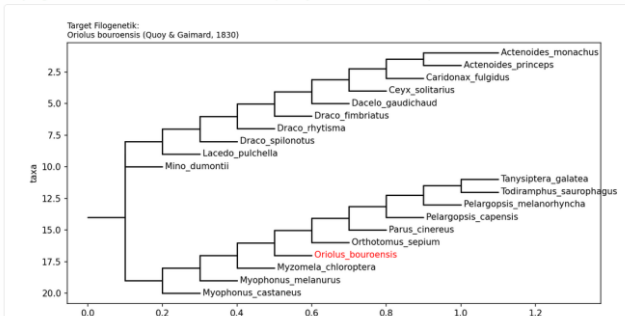 Target Filogenetik:
Oriolus bouroensis (Quoy & Gaimard, 1830)
Actenoides_monachus
Actenoides_princeps
Caridonax_fulgidus
Ceyx_solitarius
Dacelo_gaudichaud
Draco_fimbriatus
Draco_rhytisma
Draco_spilonotus
Lacedo_pulchella
Mino_dumontii
Tanysiptera_galatea
Todiramphus_saurophagus
Pelargopsis_melanorhyncha
Pelargopsis_capensis
Parus_cinereus
Orthotomus_sepium
Oriolus_bouroensis
Myzomela_chloroptera
Myophonus_melanurus
Myophonus_castaneus
taxa
2.5
5.0
7.5
10.0
12.5
15.0
17.5
20.0
0.0 0.2 0.4 0.6 0.8 1.0 1.2